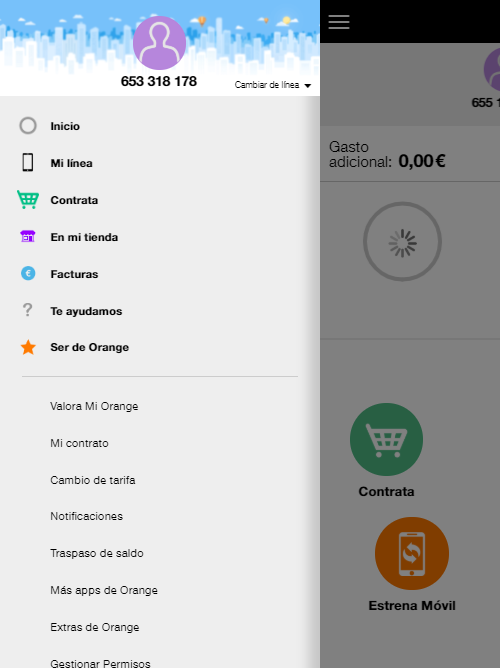 653 318 178
Cambiar de línea
Inicio
Mi línea
Contrata
En mi tienda
Facturas
Te ayudamos
Ser de Orange
Valora Mi Orange
Mi contrato
Cambio de tarifa
Notificaciones
Traspaso de saldo
Más apps de Orange
Extras de Orange
Gestionar Permisos
655 1
Gasto
adicional: 0,00€
Contrata
Estrena Móvil